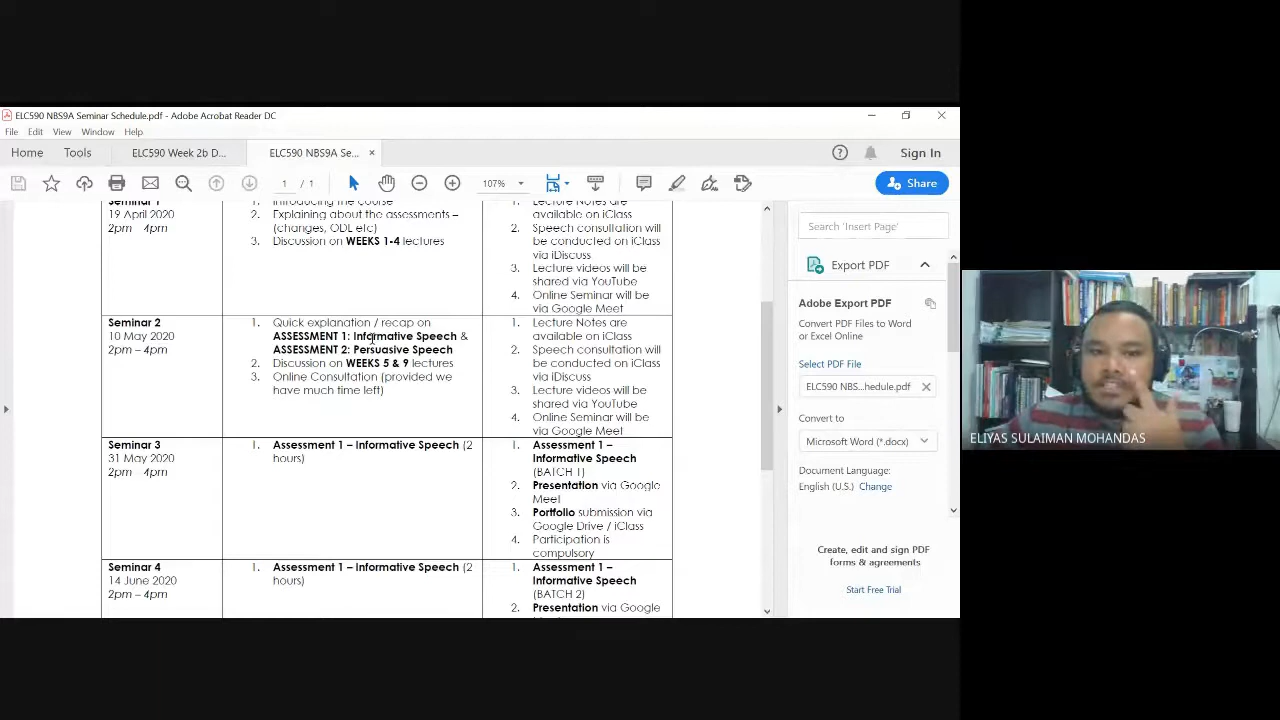 ELC590 NBS9A Seminar Schedule.pdf - Adobe Acrobat Reader DC
File Edit View Window Help
Home Tools ELC590 Week 2b D... ELC590 NBS9A Se... × Sign In
1 / 1 107% Share
Seminar 1
19 April 2020
2pm – 4pm
1. Introducing the course
2. Explaining about the assessments –
(changes, ODL etc)
3. Discussion on WEEKS 1-4 lectures
1. Lecture Notes are
available on iClass
2. Speech consultation will
be conducted on iClass
via iDiscuss
3. Lecture videos will be
shared via YouTube
4. Online Seminar will be
via Google Meet
Seminar 2
10 May 2020
2pm – 4pm
1. Quick explanation / recap on
ASSESSMENT 1: Informative Speech &
ASSESSMENT 2: Persuasive Speech
2. Discussion on WEEKS 5 & 9 lectures
3. Online Consultation (provided we
have much time left)
1. Lecture Notes are
available on iClass
2. Speech consultation will
be conducted on iClass
via iDiscuss
3. Lecture videos will be
shared via YouTube
4. Online Seminar will be
via Google Meet
Seminar 3
31 May 2020
2pm – 4pm
1. Assessment 1 – Informative Speech (2
hours)
1. Assessment 1 –
Informative Speech
(BATCH 1)
2. Presentation via Google
Meet
3. Portfolio submission via
Google Drive / iClass
4. Participation is
compulsory
Seminar 4
14 June 2020
2pm – 4pm
1. Assessment 1 – Informative Speech (2
hours)
1. Assessment 1 –
Informative Speech
(BATCH 2)
2. Presentation via Google
Search 'Insert Page'
Export PDF
Adobe Export PDF
Convert PDF Files to Word
or Excel Online
Select PDF File
ELC590 NBS...hedule.pdf
Convert to
Microsoft Word (*.docx)
Document Language:
English (U.S.) Change
Create, edit and sign PDF
forms & agreements
Start Free Trial
ELIYAS SULAIMAN MOHANDAS